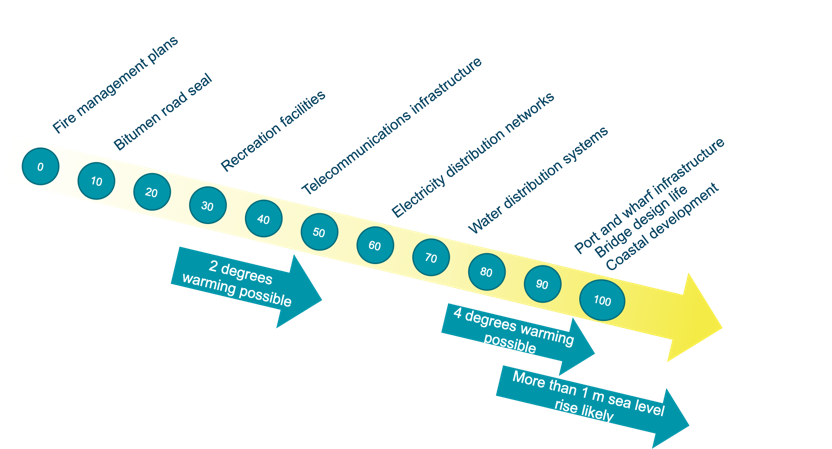 Fire management plans
Bitumen road seal
Recreation facilities
Telecommunications infrastructure
Electricity distribution networks
Water distribution systems
Port and wharf infrastructure
Bridge design life
Coastal development
0
10
20
30
40
50
60
70
80
90
100
2 degrees
warming possible
4 degrees warming
possible
More than 1 m sea level
rise likely